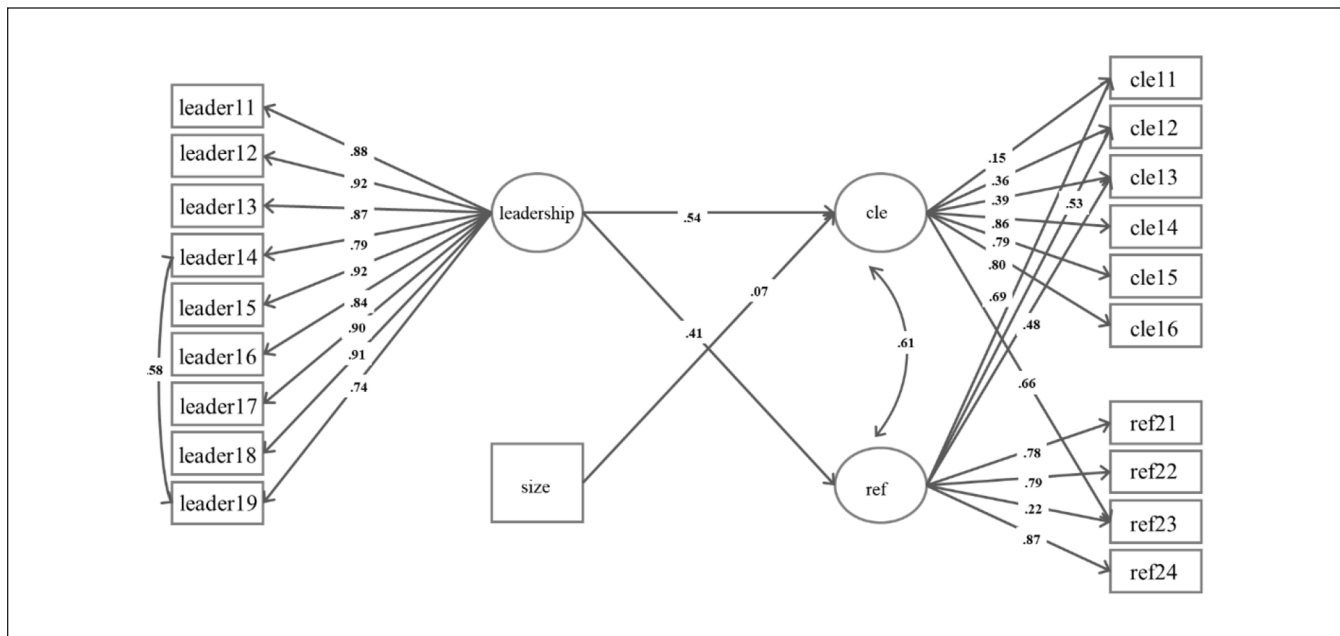 leader11
leader12
leader13
leader14
leader15
leader16
leader17
leader18
leader19
.58
.88
.92
.87
.79
.92
.84
.90
.91
.74
leadership
size
.54
.07
.41
cle
.61
ref
.15
.36
.39
.86
.79
.80
.53
.69
.48
.66
.78
.79
.22
.87
cle11
cle12
cle13
cle14
cle15
cle16
ref21
ref22
ref23
ref24